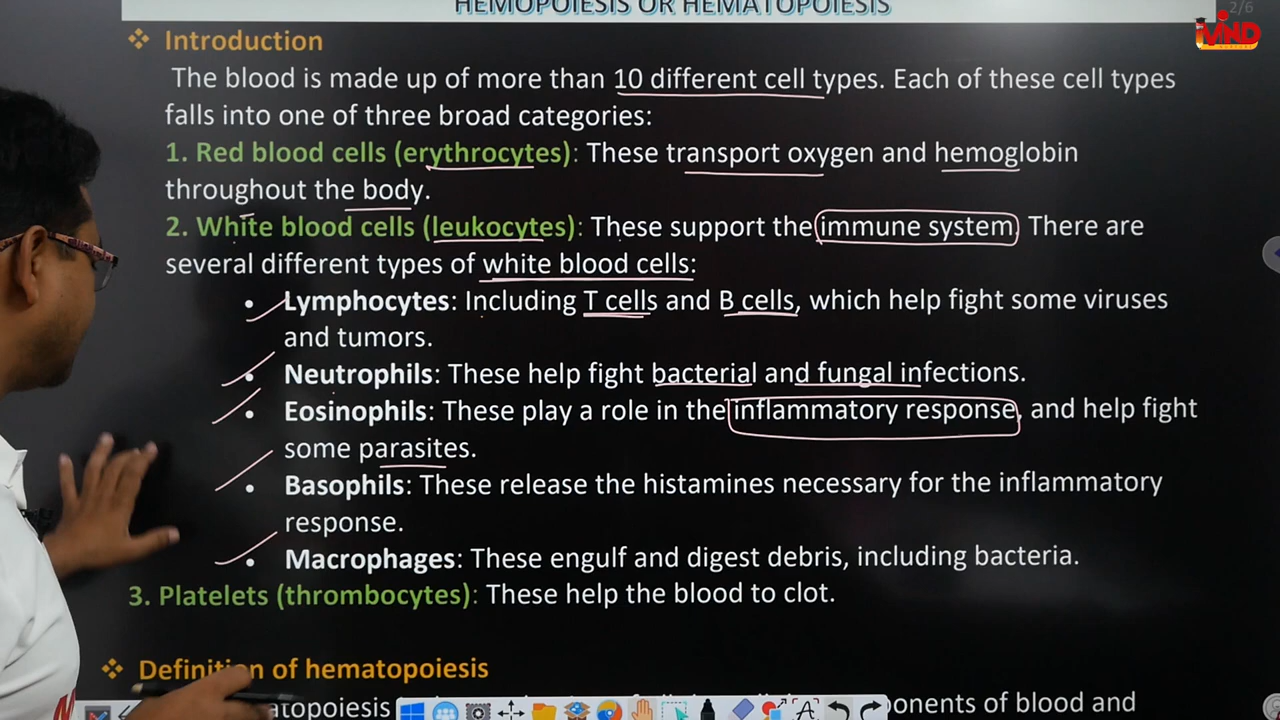 HEMOPOIESIS OR HEMATOPOIESIS
2/6
MIND
Introduction
The blood is made up of more than 10 different cell types. Each of these cell types
falls into one of three broad categories:
1. Red blood cells (erythrocytes): These transport oxygen and hemoglobin
throughout the body.
2. White blood cells (leukocytes): These support the immune system. There are
several different types of white blood cells:
• Lymphocytes: Including T cells and B cells, which help fight some viruses
and tumors.
• Neutrophils: These help fight bacterial and fungal infections.
• Eosinophils: These play a role in the inflammatory response, and help fight
some parasites.
• Basophils: These release the histamines necessary for the inflammatory
response.
• Macrophages: These engulf and digest debris, including bacteria.
3. Platelets (thrombocytes): These help the blood to clot.
Definition of hematopoiesis